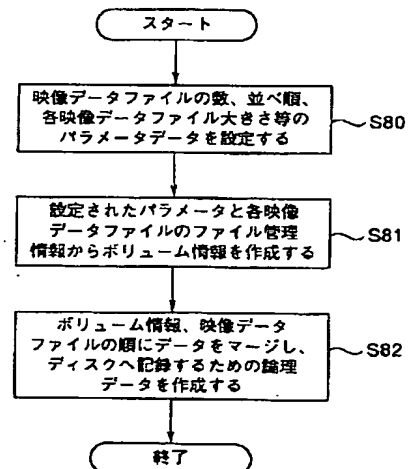 スタート
映像データファイルの数、並べ順、
各映像データファイル大きさ等の
パラメータデータを設定する
S80
設定されたパラメータと各映像
データファイルのファイル管理
情報からボリューム情報を作成する
S81
ボリューム情報、映像データ
ファイルの順にデータをマージし、
ディスクへ記録するための論理
データを作成する
S82
終了